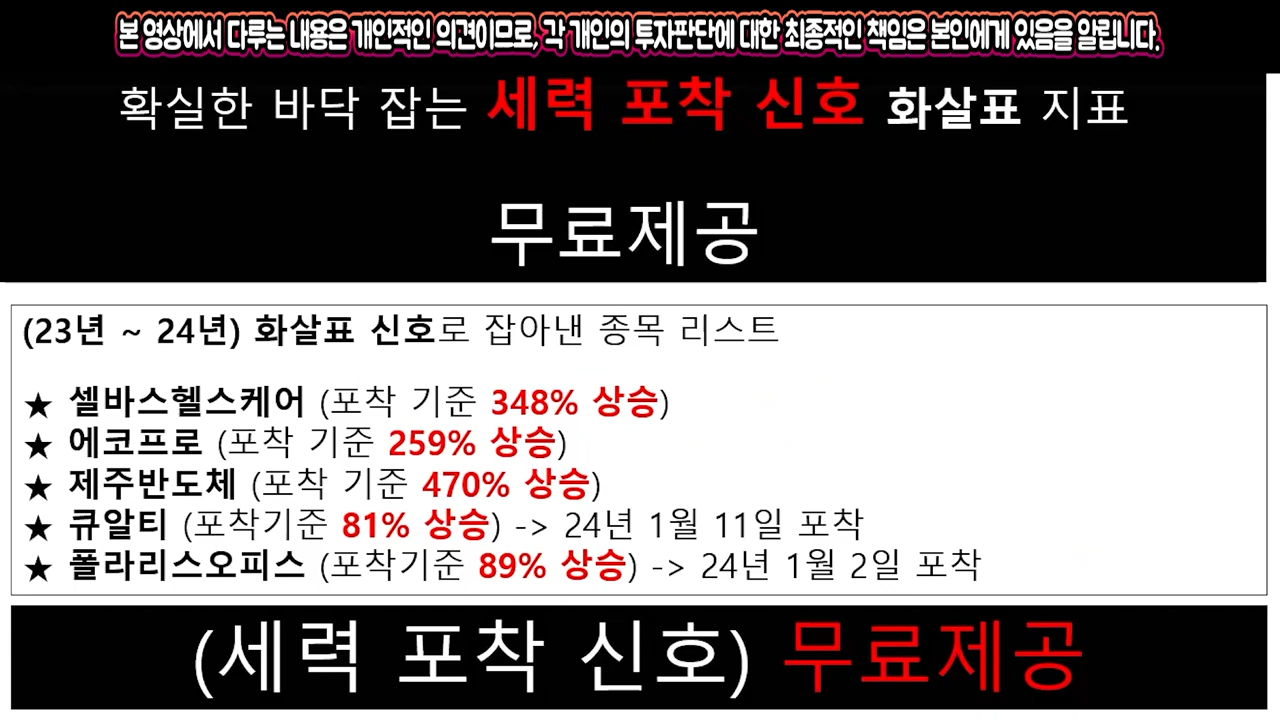 본 영상에서 다루는 내용은 개인적인 의견이므로, 각 개인의 투자판단에 대한 최종적인 책임은 본인에게 있음을 알립니다.
확실한 바닥 잡는 세력 포착 신호 화살표 지표
무료제공
(23년 ~ 24년) 화살표 신호로 잡아낸 종목 리스트
★ 셀바스헬스케어 (포착 기준 348% 상승)
★ 에코프로 (포착 기준 259% 상승)
★ 제주반도체 (포착 기준 470% 상승)
★ 큐알티 (포착기준 81% 상승) -> 24년 1월 11일 포착
★ 폴라리스오피스 (포착기준 89% 상승) -> 24년 1월 2일 포착
(세력 포착 신호) 무료제공